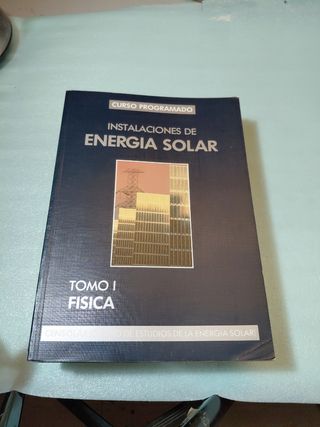 CURSO PROGRAMADO
INSTALACIONES DE
ENERGIA SOLAR
TOMO I
FISICA
DE ESTUDIOS DE LA ENERGIA SOLAR